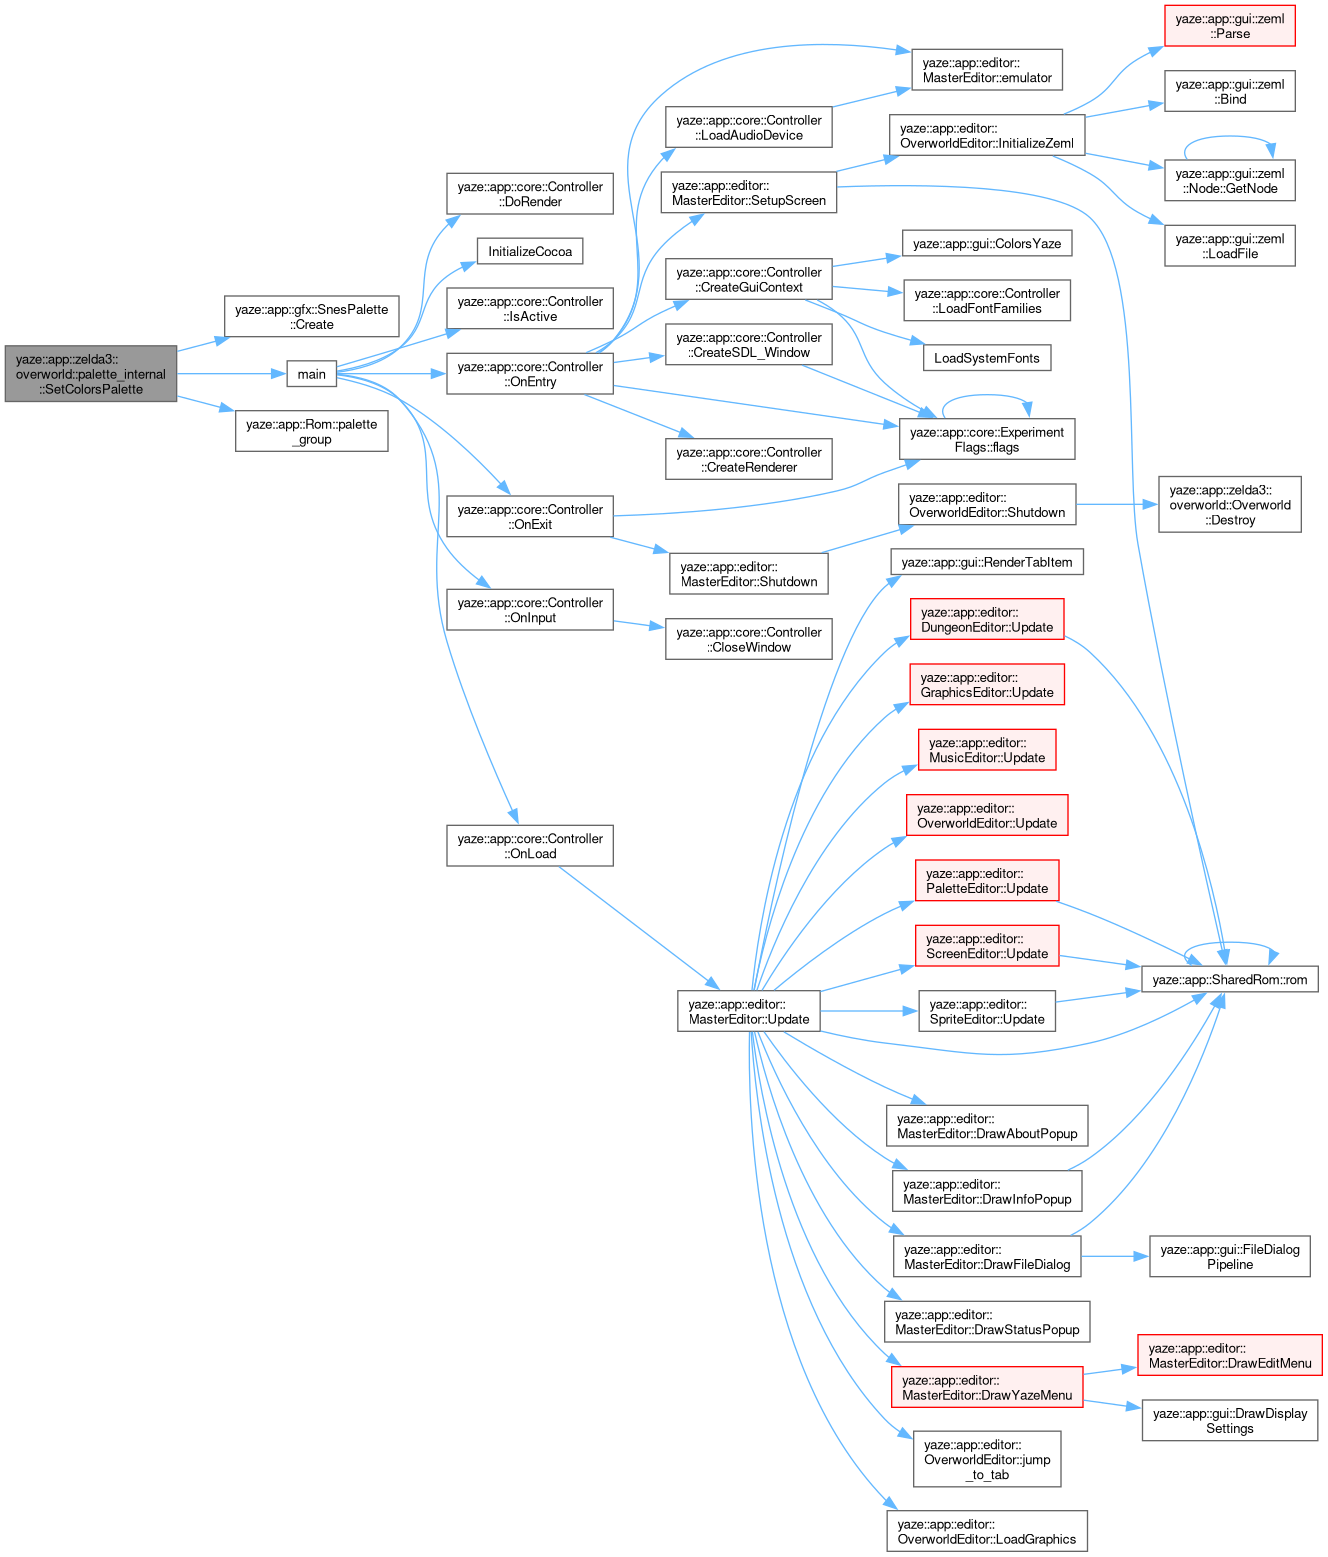 yaze::app::zelda3::
overworld::palette_internal
::SetColorsPalette
yaze::app::gfx::SnesPalette
::Create
main
yaze::app::Rom::palette
_group
yaze::app::core::Controller
::DoRender
InitializeCocoa
yaze::app::core::Controller
::IsActive
yaze::app::core::Controller
::OnEntry
yaze::app::core::Controller
::OnExit
yaze::app::core::Controller
::OnInput
yaze::app::core::Controller
::OnLoad
yaze::app::core::Controller
::LoadAudioDevice
yaze::app::editor::
MasterEditor::SetupScreen
yaze::app::core::Controller
::CreateGuiContext
yaze::app::core::Controller
::CreateSDL_Window
yaze::app::core::Controller
::CreateRenderer
yaze::app::editor::
MasterEditor::Shutdown
yaze::app::core::Controller
::CloseWindow
yaze::app::editor::
MasterEditor::Update
yaze::app::editor::
MasterEditor::emulator
yaze::app::editor::
OverworldEditor::InitializeZeml
yaze::app::gui::ColorsYaze
yaze::app::core::Controller
::LoadFontFamilies
LoadSystemFonts
yaze::app::core::Experiment
Flags::flags
yaze::app::editor::
OverworldEditor::Shutdown
yaze::app::gui::RenderTabItem
yaze::app::editor::
DungeonEditor::Update
yaze::app::editor::
GraphicsEditor::Update
yaze::app::editor::
MusicEditor::Update
yaze::app::editor::
OverworldEditor::Update
yaze::app::editor::
PaletteEditor::Update
yaze::app::editor::
ScreenEditor::Update
yaze::app::editor::
SpriteEditor::Update
yaze::app::editor::
MasterEditor::DrawAboutPopup
yaze::app::editor::
MasterEditor::DrawInfoPopup
yaze::app::editor::
MasterEditor::DrawFileDialog
yaze::app::editor::
MasterEditor::DrawStatusPopup
yaze::app::editor::
MasterEditor::DrawYazeMenu
yaze::app::editor::
OverworldEditor::jump
_to_tab
yaze::app::editor::
OverworldEditor::LoadGraphics
yaze::app::gui::zeml
::Parse
yaze::app::gui::zeml
::Bind
yaze::app::gui::zeml
::Node::GetNode
yaze::app::gui::zeml
::LoadFile
yaze::app::zelda3::
overworld::Overworld
::Destroy
yaze::app::SharedRom::rom
yaze::app::gui::FileDialog
Pipeline
yaze::app::editor::
MasterEditor::DrawEditMenu
yaze::app::gui::DrawDisplay
Settings